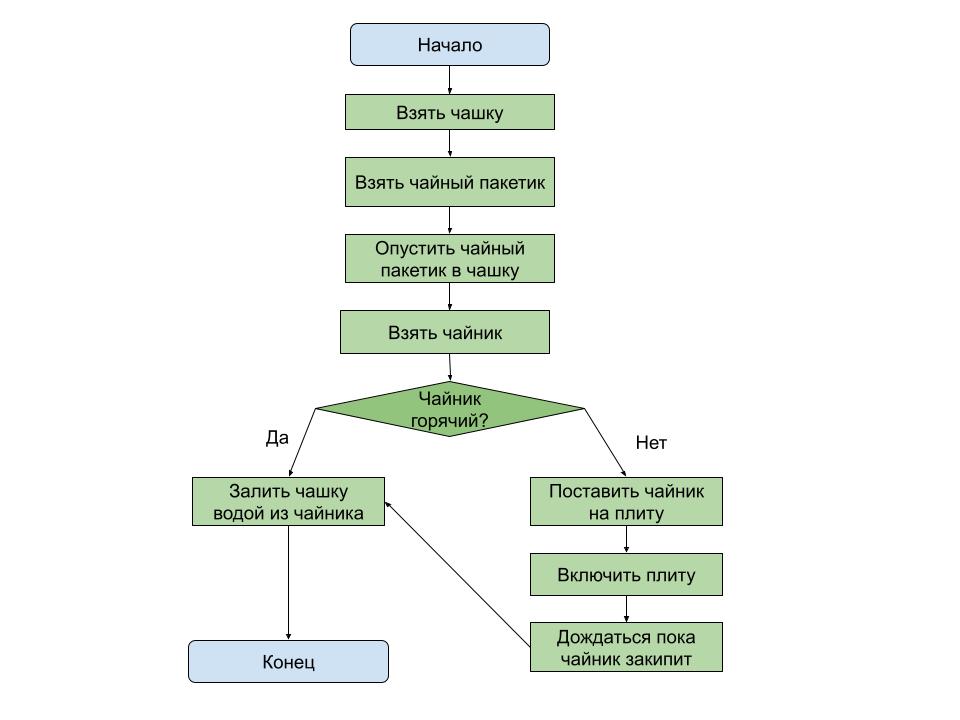 Начало
Взять чашку
Взять чайный пакетик
Опустить чайный
пакетик в чашку
Взять чайник
Чайник
горячий?
Да
Нет
Залить чашку
водой из чайника
Поставить чайник
на плиту
Включить плиту
Дождаться пока
чайник закипит
Конец